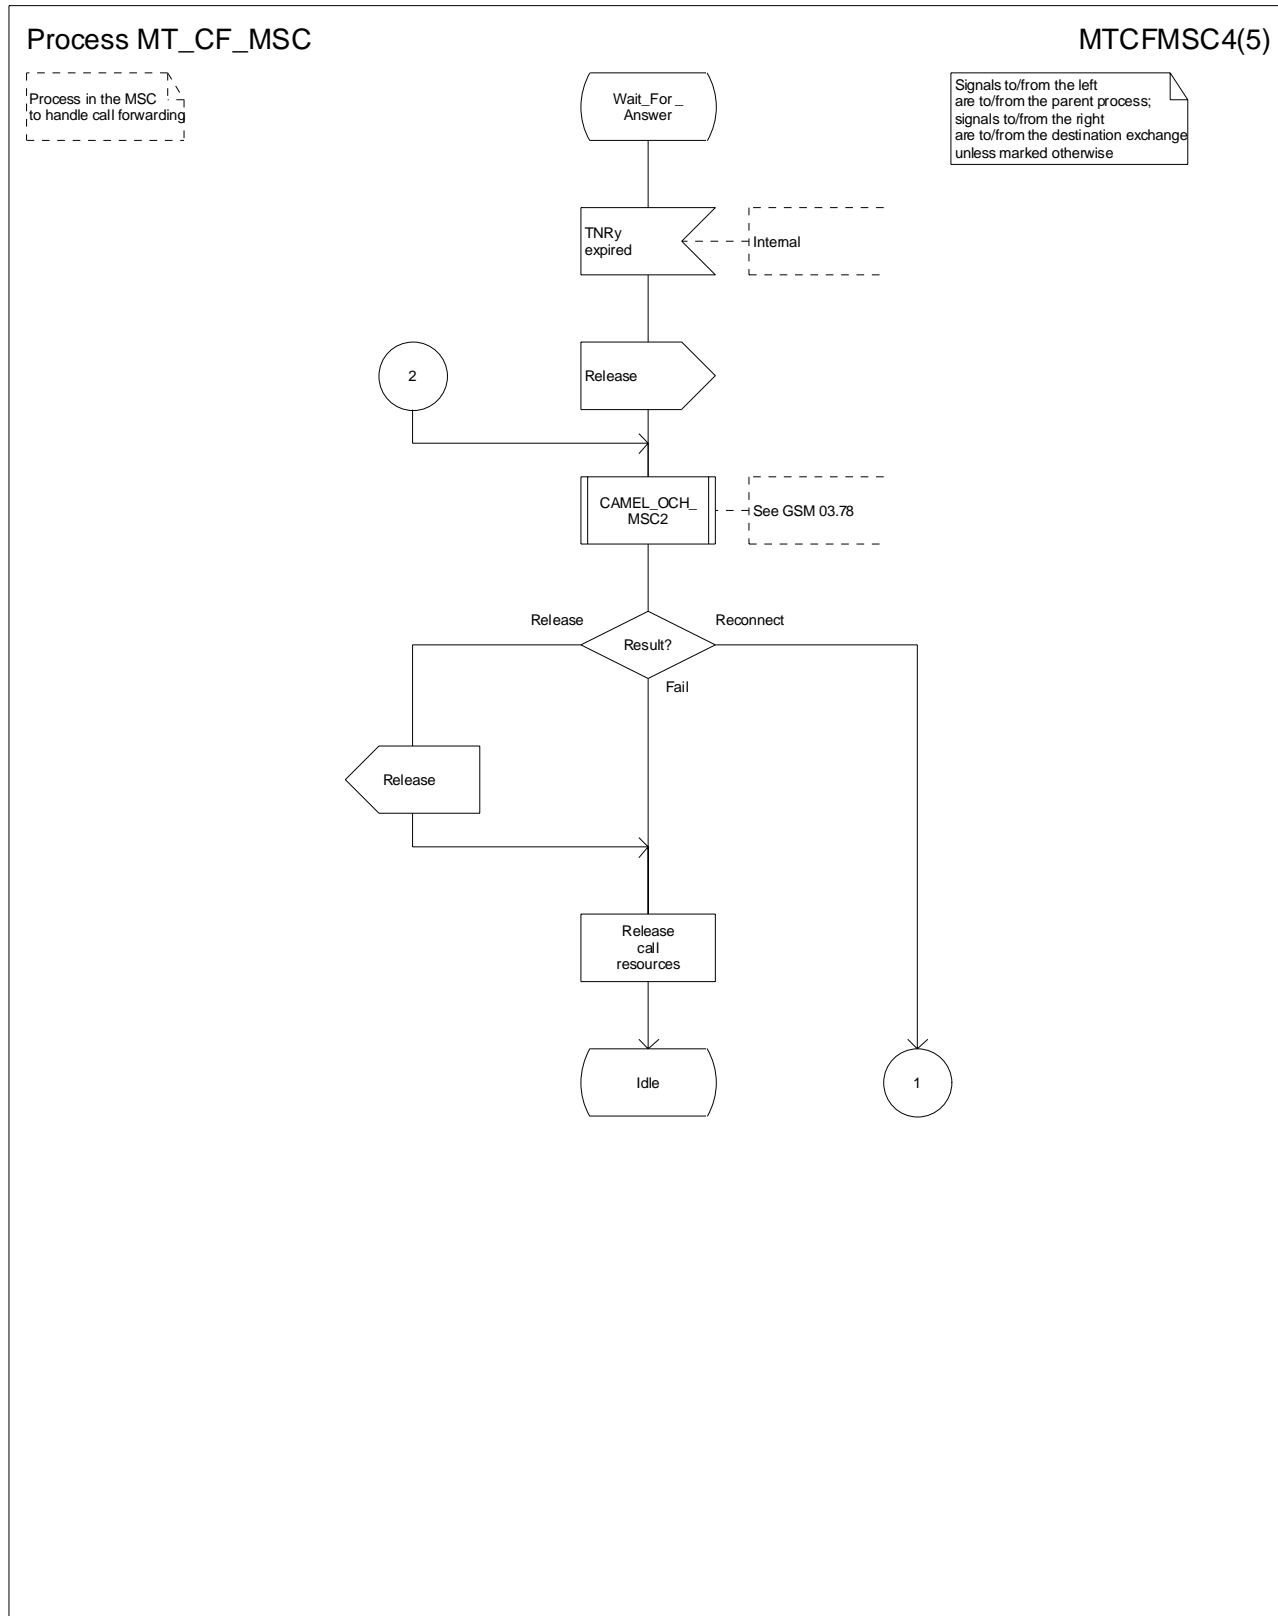 Process MT_CF_MSC
MTCFMSC4(5)
Process in the MSC
to handle call forwarding
Signals to/from the left
are to/from the parent process;
signals to/from the right
are to/from the destination exchange
unless marked otherwise
Wait_For_
Answer
TNRy
expired
Internal
2
Release
CAMEL_OCH_
MSC2
See GSM 03.78
Release
Reconnect
Result?
Fail
Release
Release
call
resources
Idle
1